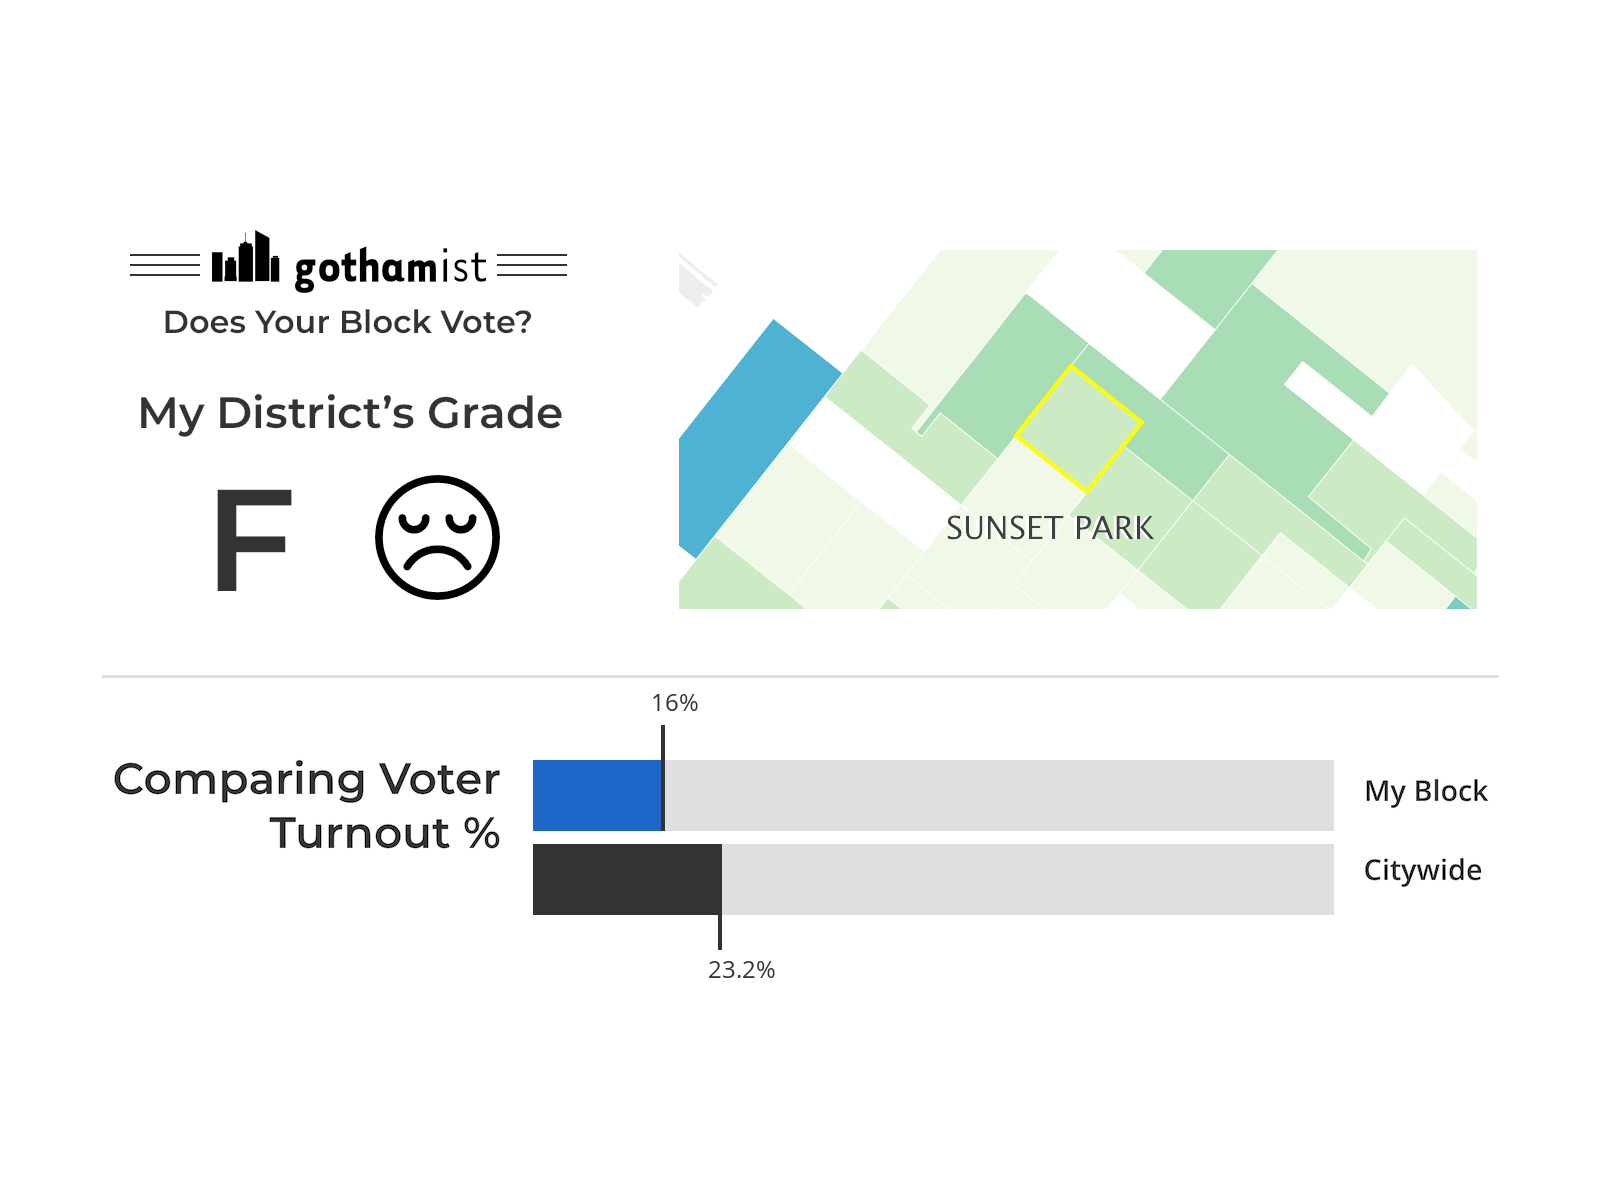 gothamist
Does Your Block Vote?
My District’s Grade
F
SUNSET PARK
16%
Comparing Voter
Turnout %
My Block
Citywide
23.2%